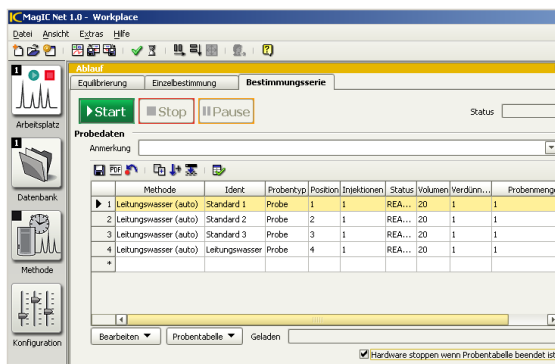 MagIC Net 1.0 - Workplace
Datei Ansicht Extras Hilfe
Ablauf
Equilibrierung Einzelbestimmung Bestimmungsserie
Start Stop Pause Status
Probedaten
Anmerkung
PDF
Methode Ident Probentyp Position Injektionen Status Volumen Verdünn... Probenmenge
1 Leitungswasser (auto) Standard 1 Probe 1 1 REA... 20 1 1
2 Leitungswasser (auto) Standard 2 Probe 2 1 REA... 20 1 1
3 Leitungswasser (auto) Standard 3 Probe 3 1 REA... 20 1 1
4 Leitungswasser (auto) Leitungswasser Probe 4 1 REA... 20 1 1
*
Bearbeiten Probentabelle Geladen
Hardware stoppen wenn Probentabelle beendet ist
1
Arbeitsplatz
1
Datenbank
Methode
Konfiguration